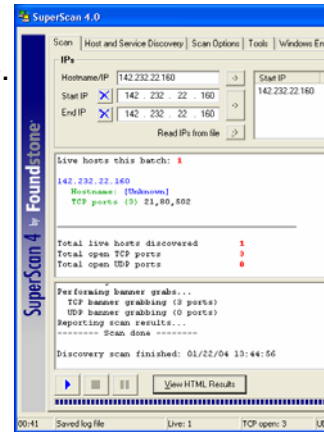 SuperScan 4.0
Scan Host and Service Discovery Scan Options Tools Windows En
IPs
Hostname/IP 142.232.22.160 -> Start IP
Start IP X 142 . 232 . 22 . 160
End IP X 142 . 232 . 22 . 160 ->
Read IPs from file ->
.
SuperScan 4 by Foundstone
Live hosts this batch: 1
142.232.22.160
Hostname: [Unknown]
TCP ports (3) 21,80,502
Total live hosts discovered 1
Total open TCP ports 3
Total open UDP ports 0
Performing banner grabs...
TCP banner grabbing (3 ports)
UDP banner grabbing (0 ports)
Reporting scan results...
-------- Scan done --------
Discovery scan finished: 01/22/04 13:44:56
View HTML Results
00:41 Saved log file Live: 1 TCP open: 3 UD